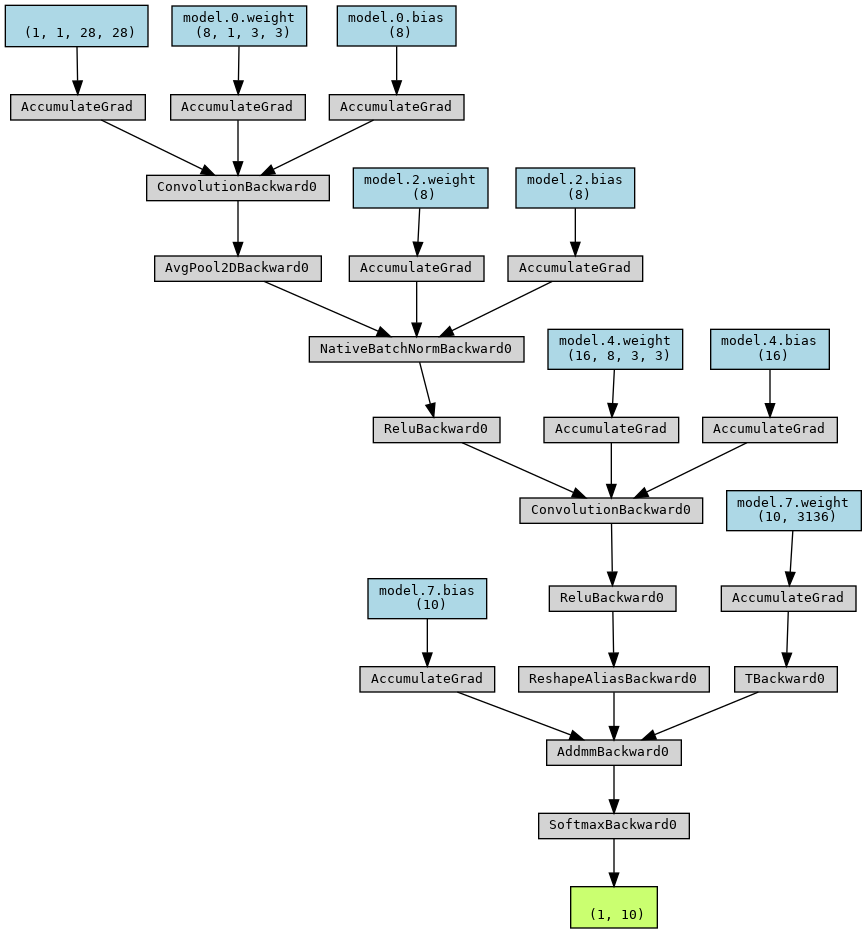 (1, 1, 28, 28)
model.0.weight
(8, 1, 3, 3)
model.0.bias
(8)
AccumulateGrad
AccumulateGrad
AccumulateGrad
ConvolutionBackward0
model.2.weight
(8)
model.2.bias
(8)
AvgPool2DBackward0
AccumulateGrad
AccumulateGrad
NativeBatchNormBackward0
model.4.weight
(16, 8, 3, 3)
model.4.bias
(16)
ReluBackward0
AccumulateGrad
AccumulateGrad
ConvolutionBackward0
model.7.weight
(10, 3136)
model.7.bias
(10)
ReluBackward0
AccumulateGrad
AccumulateGrad
ReshapeAliasBackward0
TBackward0
AddmmBackward0
SoftmaxBackward0
(1, 10)